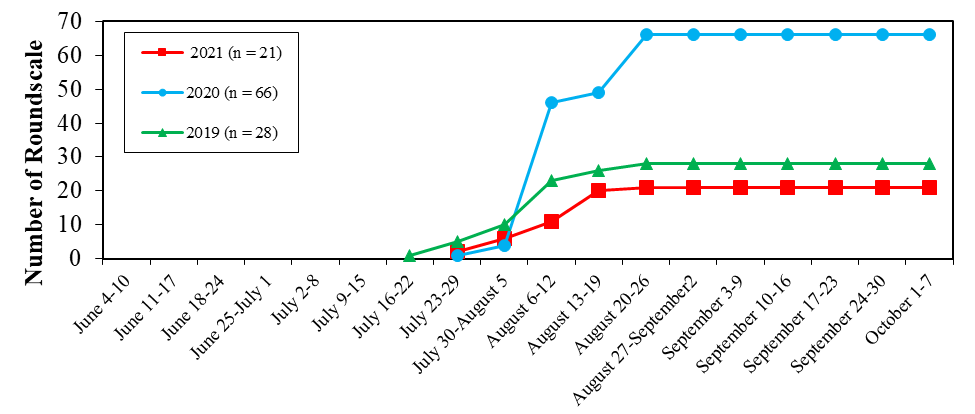 Number of Roundscale
70
60
50
40
30
20
10
0
2021 (n = 21)
2020 (n = 66)
2019 (n = 28)
June 4-10
June 11-17
June 18-24
June 25-July 1
July 2-8
July 9-15
July 16-22
July 23-29
July 30-August 5
August 6-12
August 13-19
August 20-26
August 27-September2
September 3-9
September 10-16
September 17-23
September 24-30
October 1-7